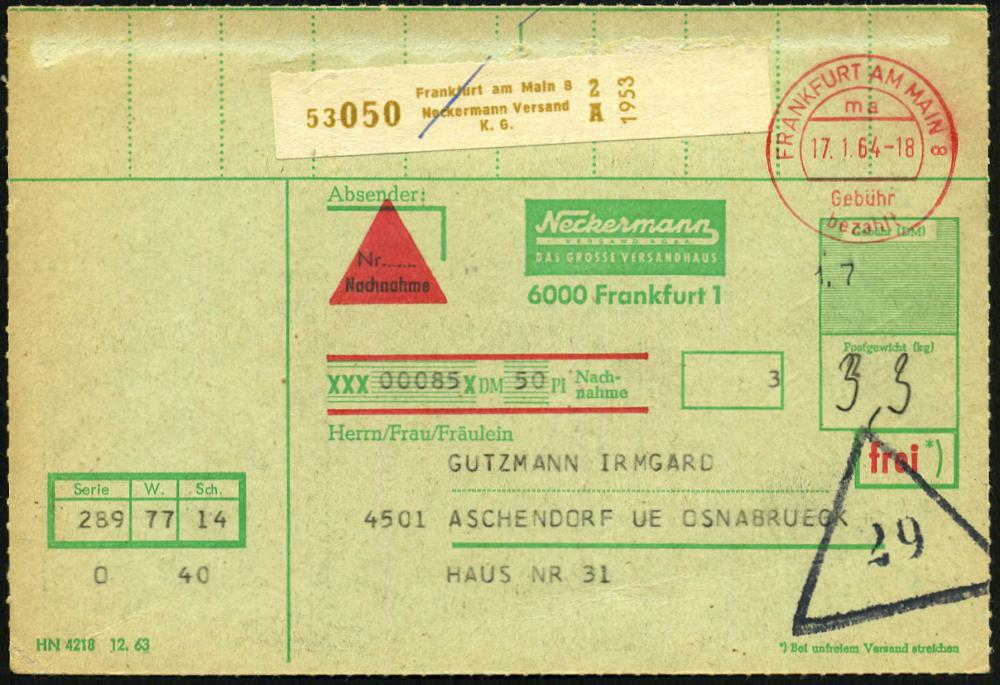 53050
Frankfurt am Main 8
Neckermann Versand
K. G.
2
A
1953
FRANKFURT AM MAIN 8
ma
17. 1. 64-18
Gebühr
bezahlt
Absender:
Nr.......
Nachnahme
Neckermann
VERSAND KGaA
DAS GROSSE VERSANDHAUS
6000 Frankfurt 1
Gebühr (DM)
1,7
Postgewicht (kg)
3,3
XXX 00085X DM 50 Pf Nach-
nahme
3
Herrn/Frau/Fräulein
frei *)
GUTZMANN IRMGARD
4501 ASCHENDORF UE OSNABRUECK
HAUS NR 31
29
Serie W. Sch.
289 77 14
0 40
HN 4218 12. 63
*) Bei unfreiem Versand streichen